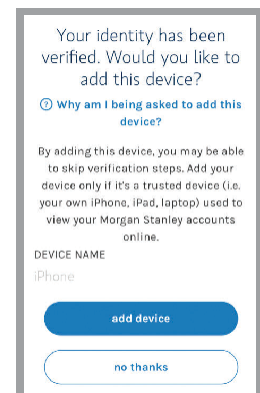 Your identity has been
verified. Would you like to
add this device?
? Why am I being asked to add this
device?
By adding this device, you may be able
to skip verification steps. Add your
device only if it's a trusted device (i.e.
your own iPhone, iPad, laptop) used to
view your Morgan Stanley accounts
online.
DEVICE NAME
iPhone
add device
no thanks